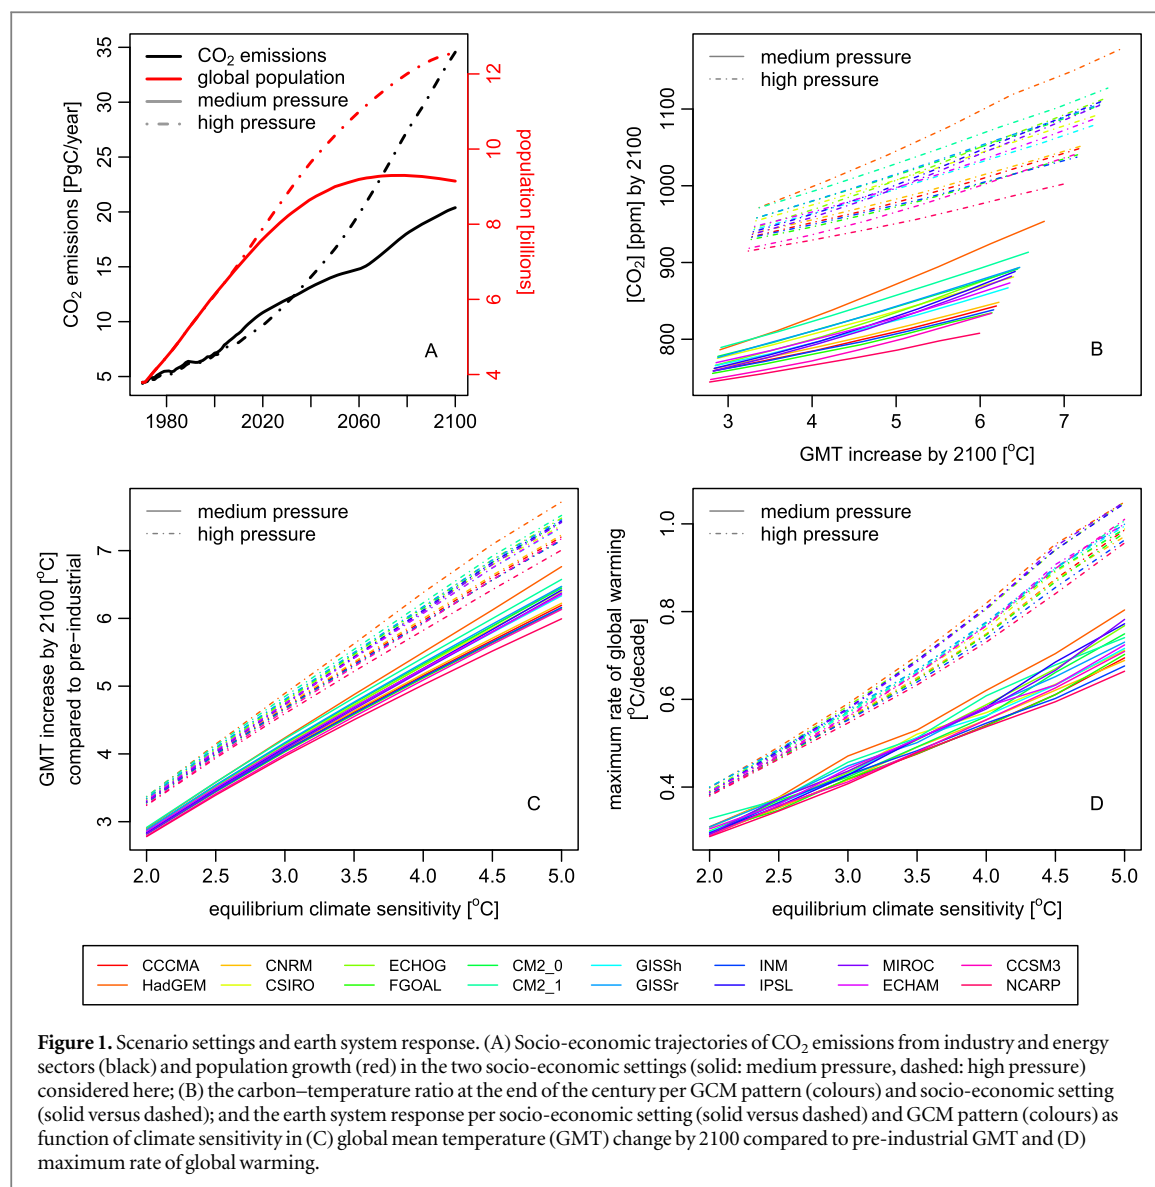 CO2 emissions
global population
medium pressure
high pressure
CO2 emissions [PgC/year]
35
30
25
20
15
10
5
12
10
8
6
4
population [billions]
1980
2020
2060
2100
A
medium pressure
high pressure
[CO2] [ppm] by 2100
1100
1000
900
800
B
3
4
5
6
7
GMT increase by 2100 [oC]
medium pressure
high pressure
GMT increase by 2100 [oC]
compared to pre−industrial
7
6
5
4
3
C
2.0
2.5
3.0
3.5
4.0
4.5
5.0
equilibrium climate sensitivity [oC]
medium pressure
high pressure
maximum rate of global warming
[oC/decade]
1.0
0.8
0.6
0.4
D
2.0
2.5
3.0
3.5
4.0
4.5
5.0
equilibrium climate sensitivity [oC]
CCCMA CNRM ECHOG CM2_0 GISSh INM MIROC CCSM3
HadGEM CSIRO FGOAL CM2_1 GISSr IPSL ECHAM NCARP
Figure 1. Scenario settings and earth system response. (A) Socio-economic trajectories of CO2 emissions from industry and energy
sectors (black) and population growth (red) in the two socio-economic settings (solid: medium pressure, dashed: high pressure)
considered here; (B) the carbon–temperature ratio at the end of the century per GCM pattern (colours) and socio-economic setting
(solid versus dashed); and the earth system response per socio-economic setting (solid versus dashed) and GCM pattern (colours) as
function of climate sensitivity in (C) global mean temperature (GMT) change by 2100 compared to pre-industrial GMT and (D)
maximum rate of global warming.